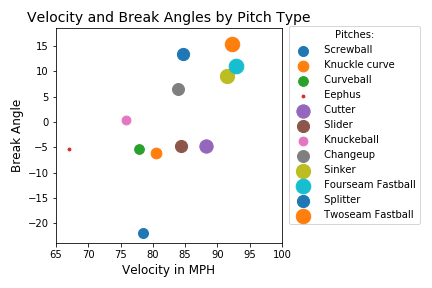 Velocity and Break Angles by Pitch Type
15
10
5
0
−5
−10
−15
−20
Break Angle
65 70 75 80 85 90 95 100
Velocity in MPH
Pitches:
Screwball
Knuckle curve
Curveball
Eephus
Cutter
Slider
Knuckeball
Changeup
Sinker
Fourseam Fastball
Splitter
Twoseam Fastball